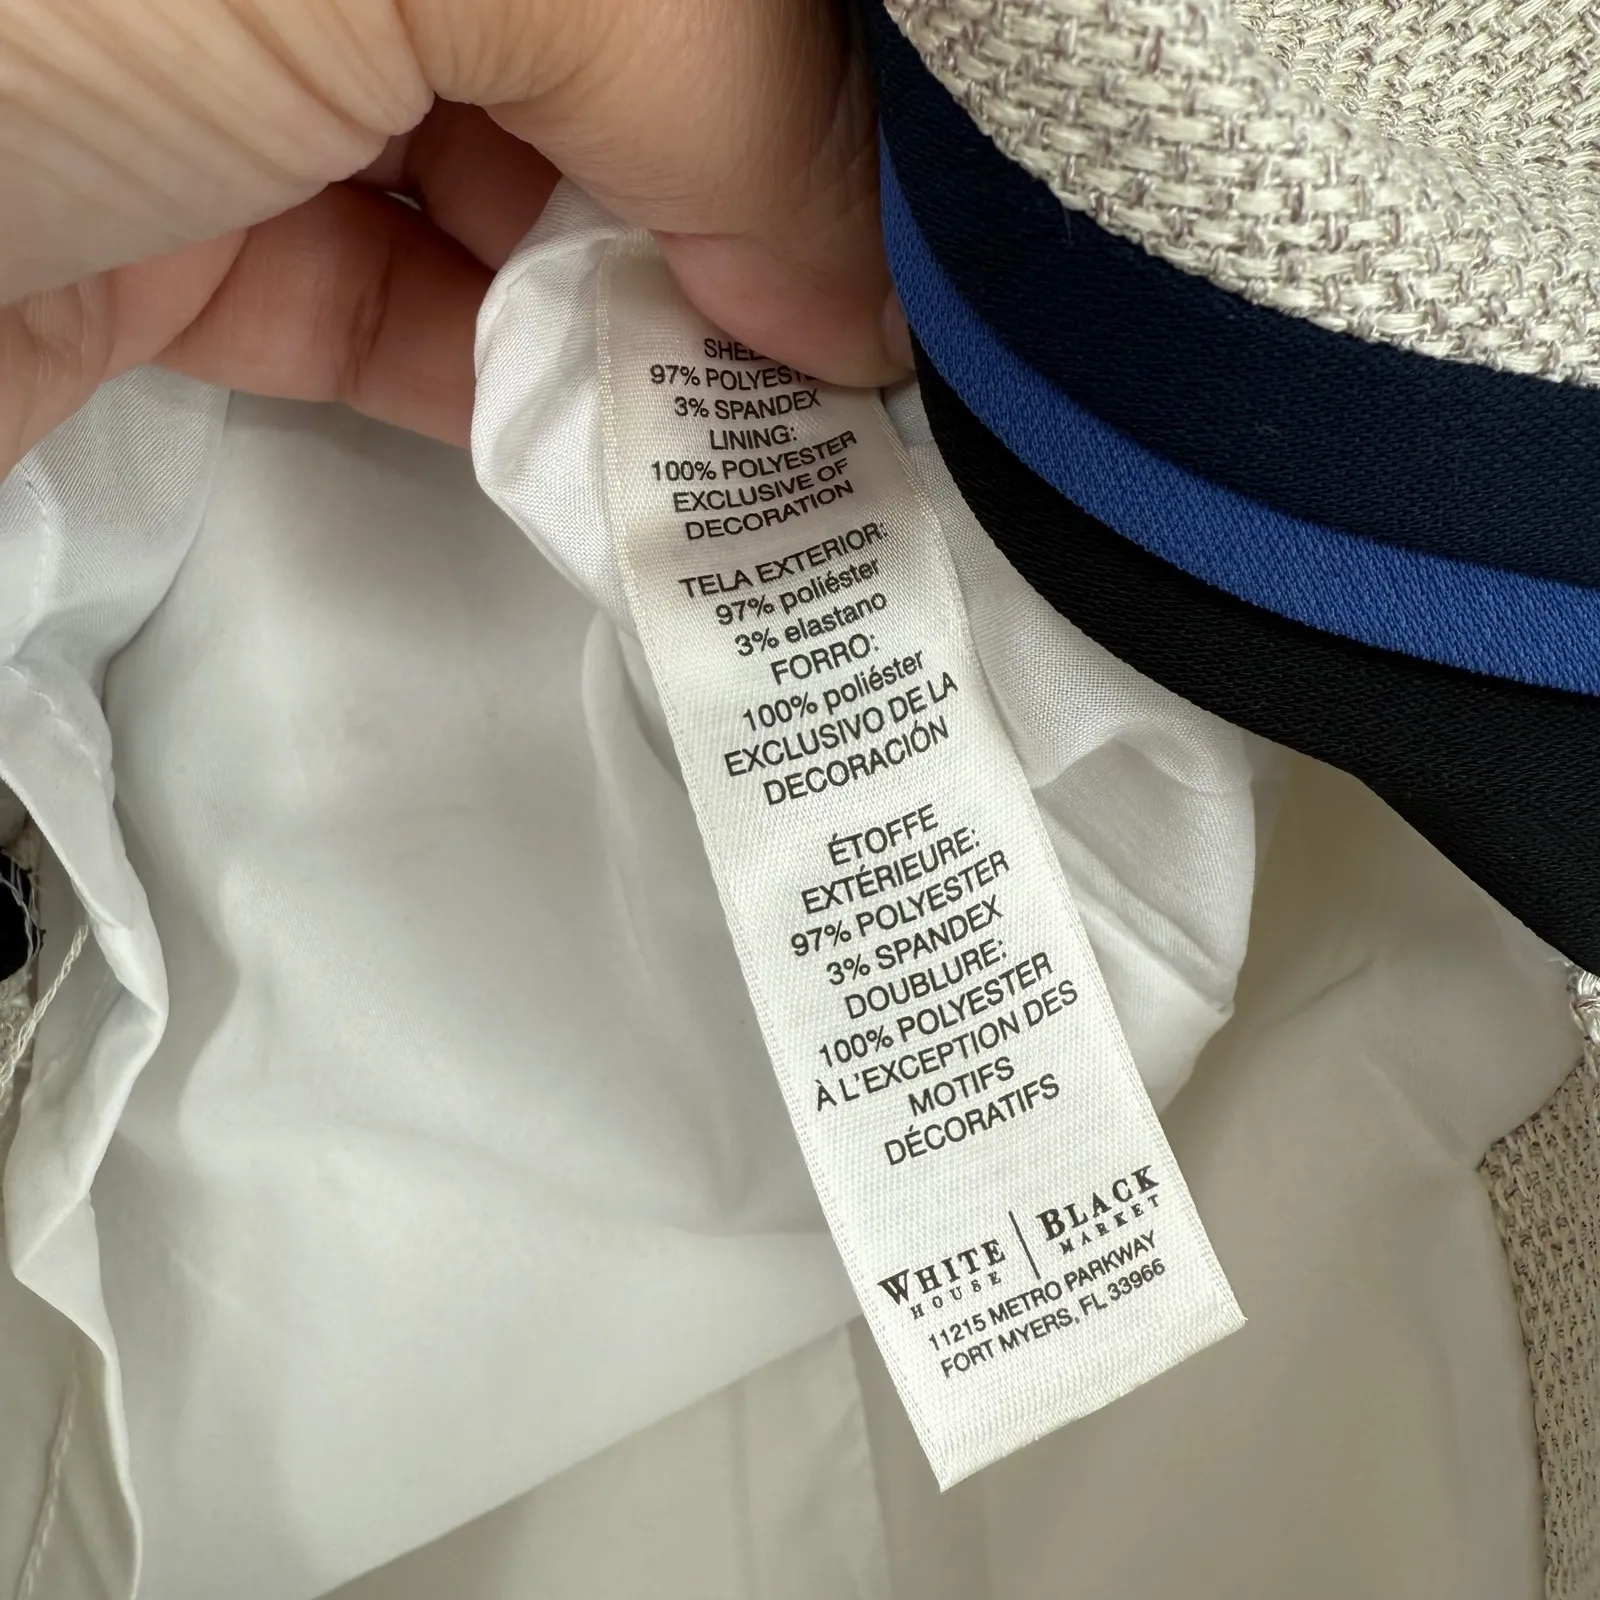 97% POLYESTER
3% SPANDEX
LINING:
100% POLYESTER
EXCLUSIVE OF
DECORATION
TELA EXTERIOR:
97% poliéster
3% elastano
FORRO:
100% poliéster
EXCLUSIVO DE LA
DECORACIÓN
ÉTOFFE
EXTÉRIEURE:
97% POLYESTER
3% SPANDEX
DOUBLURE:
100% POLYESTER
À L'EXCEPTION DES
MOTIFS
DÉCORATIFS
WHITE HOUSE | BLACK MARKET
11215 METRO PARKWAY
FORT MYERS, FL 33966